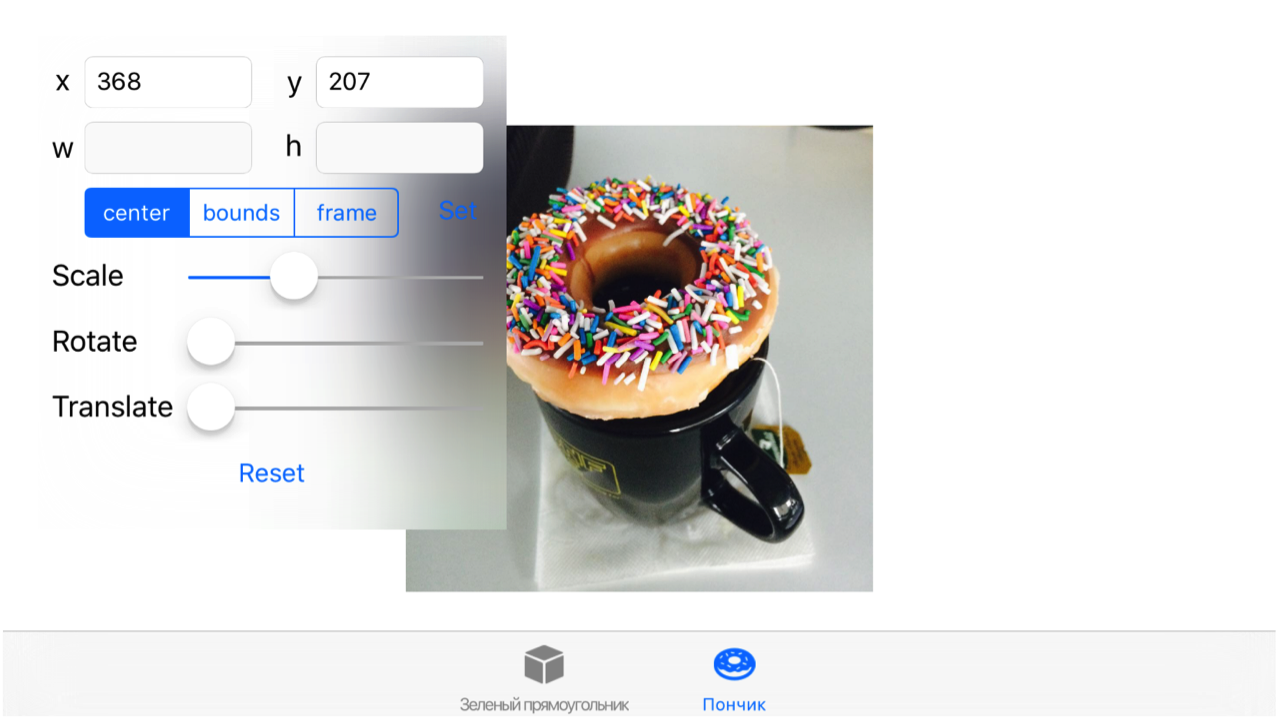 x 368 y 207
w h
center bounds frame Set
Scale
Rotate
Translate
Reset
Зеленый прямоугольник Пончик